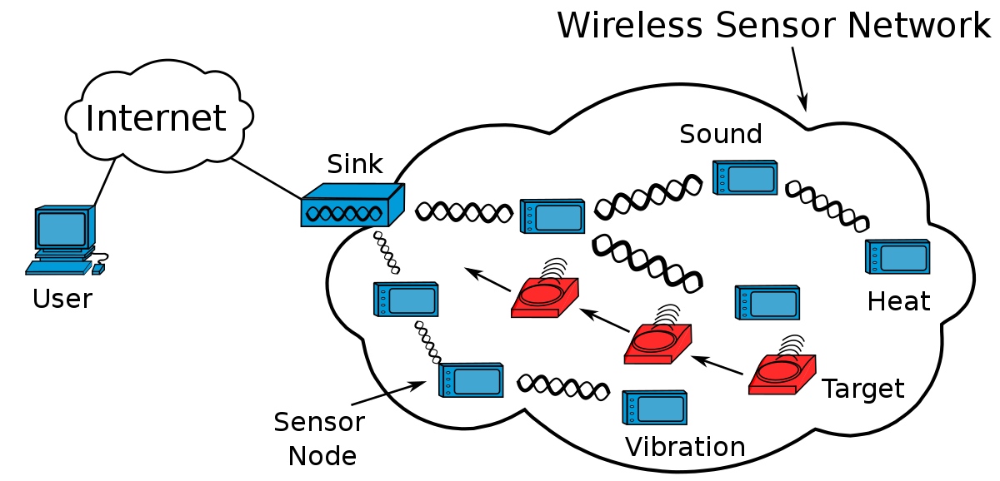 Wireless Sensor Network
Internet
Sound
Sink
User
Heat
Target
Sensor
Node
Vibration